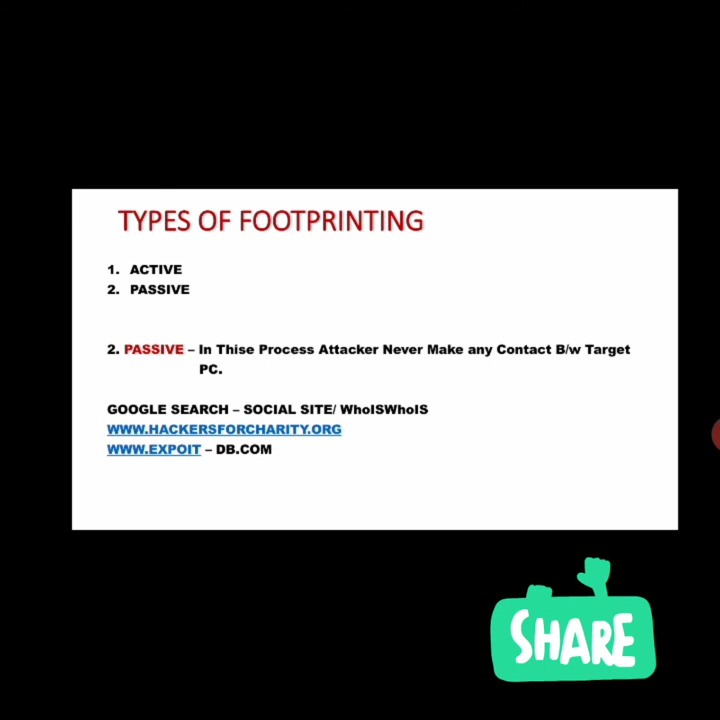 TYPES OF FOOTPRINTING
1. ACTIVE
2. PASSIVE
2. PASSIVE – In Thise Process Attacker Never Make any Contact B/w Target
PC.
GOOGLE SEARCH – SOCIAL SITE/ WhoISWhoIS
WWW.HACKERSFORCHARITY.ORG
WWW.EXPOIT – DB.COM
SHARE